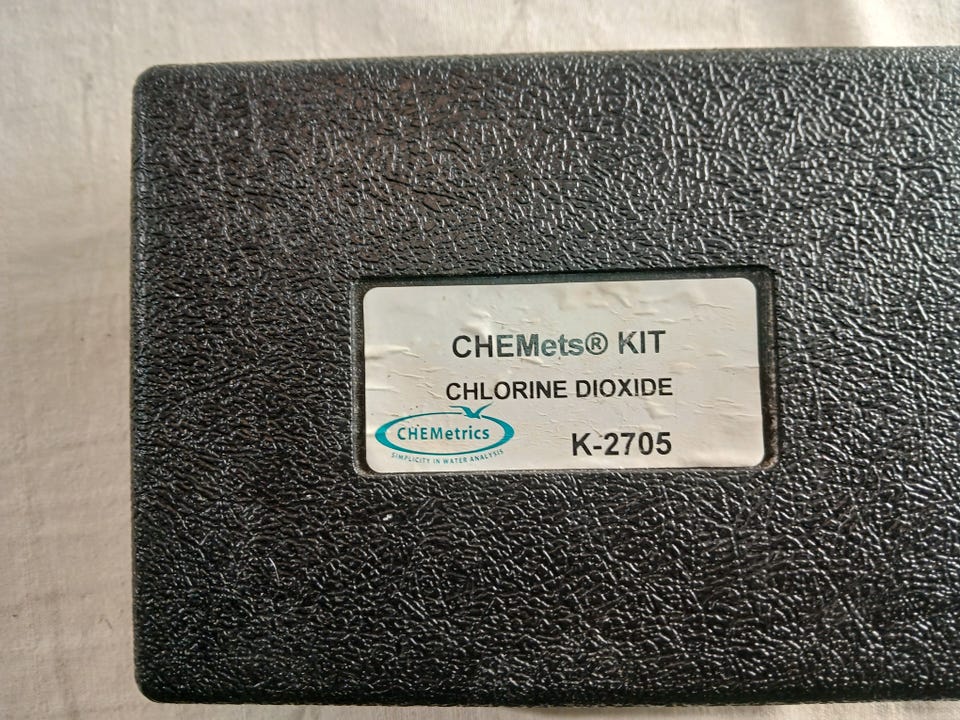 CHEMets® KIT
CHLORINE DIOXIDE
CHEMetrics
SIMPLICITY IN WATER ANALYSIS
K-2705